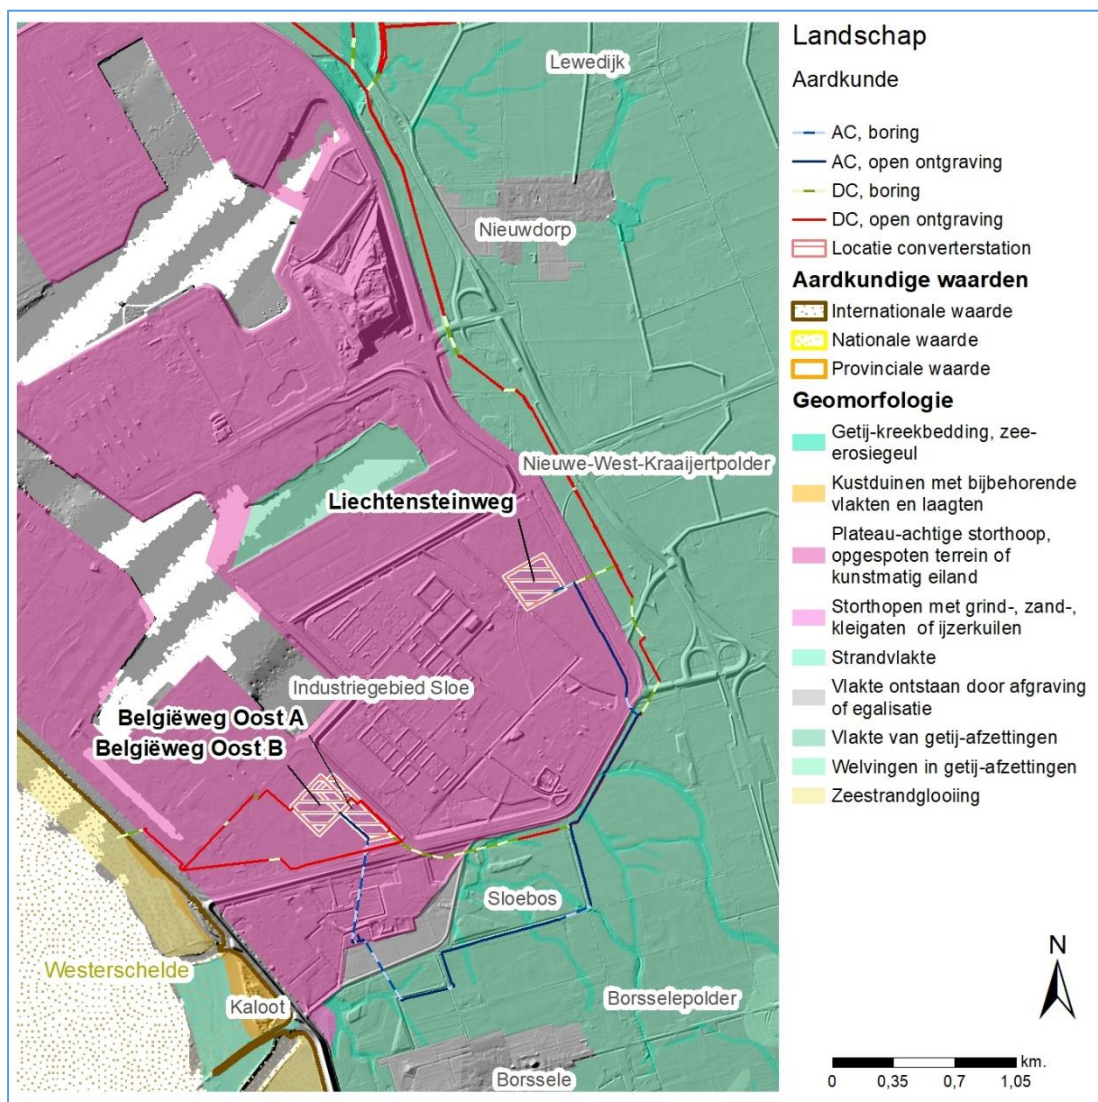 Lewedijk
Nieuwdorp
Nieuwe-West-Kraaijertpolder
Liechtensteinweg
Industriegebied Sloe
Belgiëweg Oost A
Belgiëweg Oost B
Sloebos
Westerschelde
Kaloot
Borsselepolder
Borssele
Landschap
Aardkunde
AC, boring
AC, open ontgraving
DC, boring
DC, open ontgraving
Locatie converterstation
Aardkundige waarden
Internationale waarde
Nationale waarde
Provinciale waarde
Geomorfologie
Getij-kreekbedding, zee-
erosiegeul
Kustduinen met bijbehorende
vlakten en laagten
Plateau-achtige storthoop,
opgespoten terrein of
kunstmatig eiland
Storthopen met grind-, zand-,
kleigaten of ijzerkuilen
Strandvlakte
Vlakte ontstaan door afgraving
of egalisatie
Vlakte van getij-afzettingen
Welvingen in getij-afzettingen
Zeestrandglooiing
N
km.
0 0,35 0,7 1,05